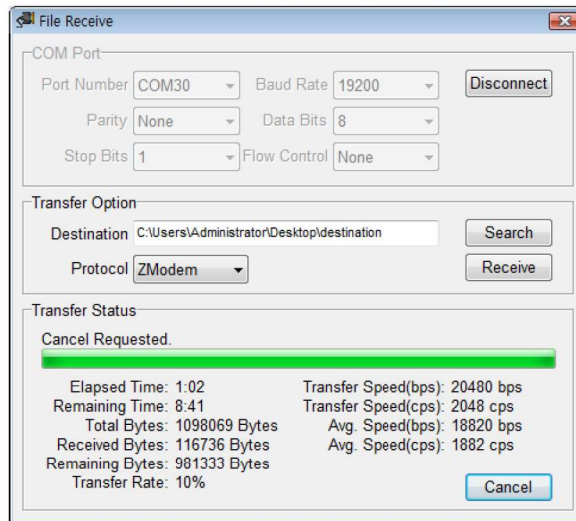 File Receive
COM Port
Port Number COM30 Baud Rate 19200 Disconnect
Parity None Data Bits 8
Stop Bits 1 Flow Control None
Transfer Option
Destination C:\Users\Administrator\Desktop\destination Search
Protocol ZModem Receive
Transfer Status
Cancel Requested.
Elapsed Time: 1:02 Transfer Speed(bps): 20480 bps
Remaining Time: 8:41 Transfer Speed(cps): 2048 cps
Total Bytes: 1098069 Bytes Avg. Speed(bps): 18820 bps
Received Bytes: 116736 Bytes Avg. Speed(cps): 1882 cps
Remaining Bytes: 981333 Bytes
Transfer Rate: 10%
Cancel